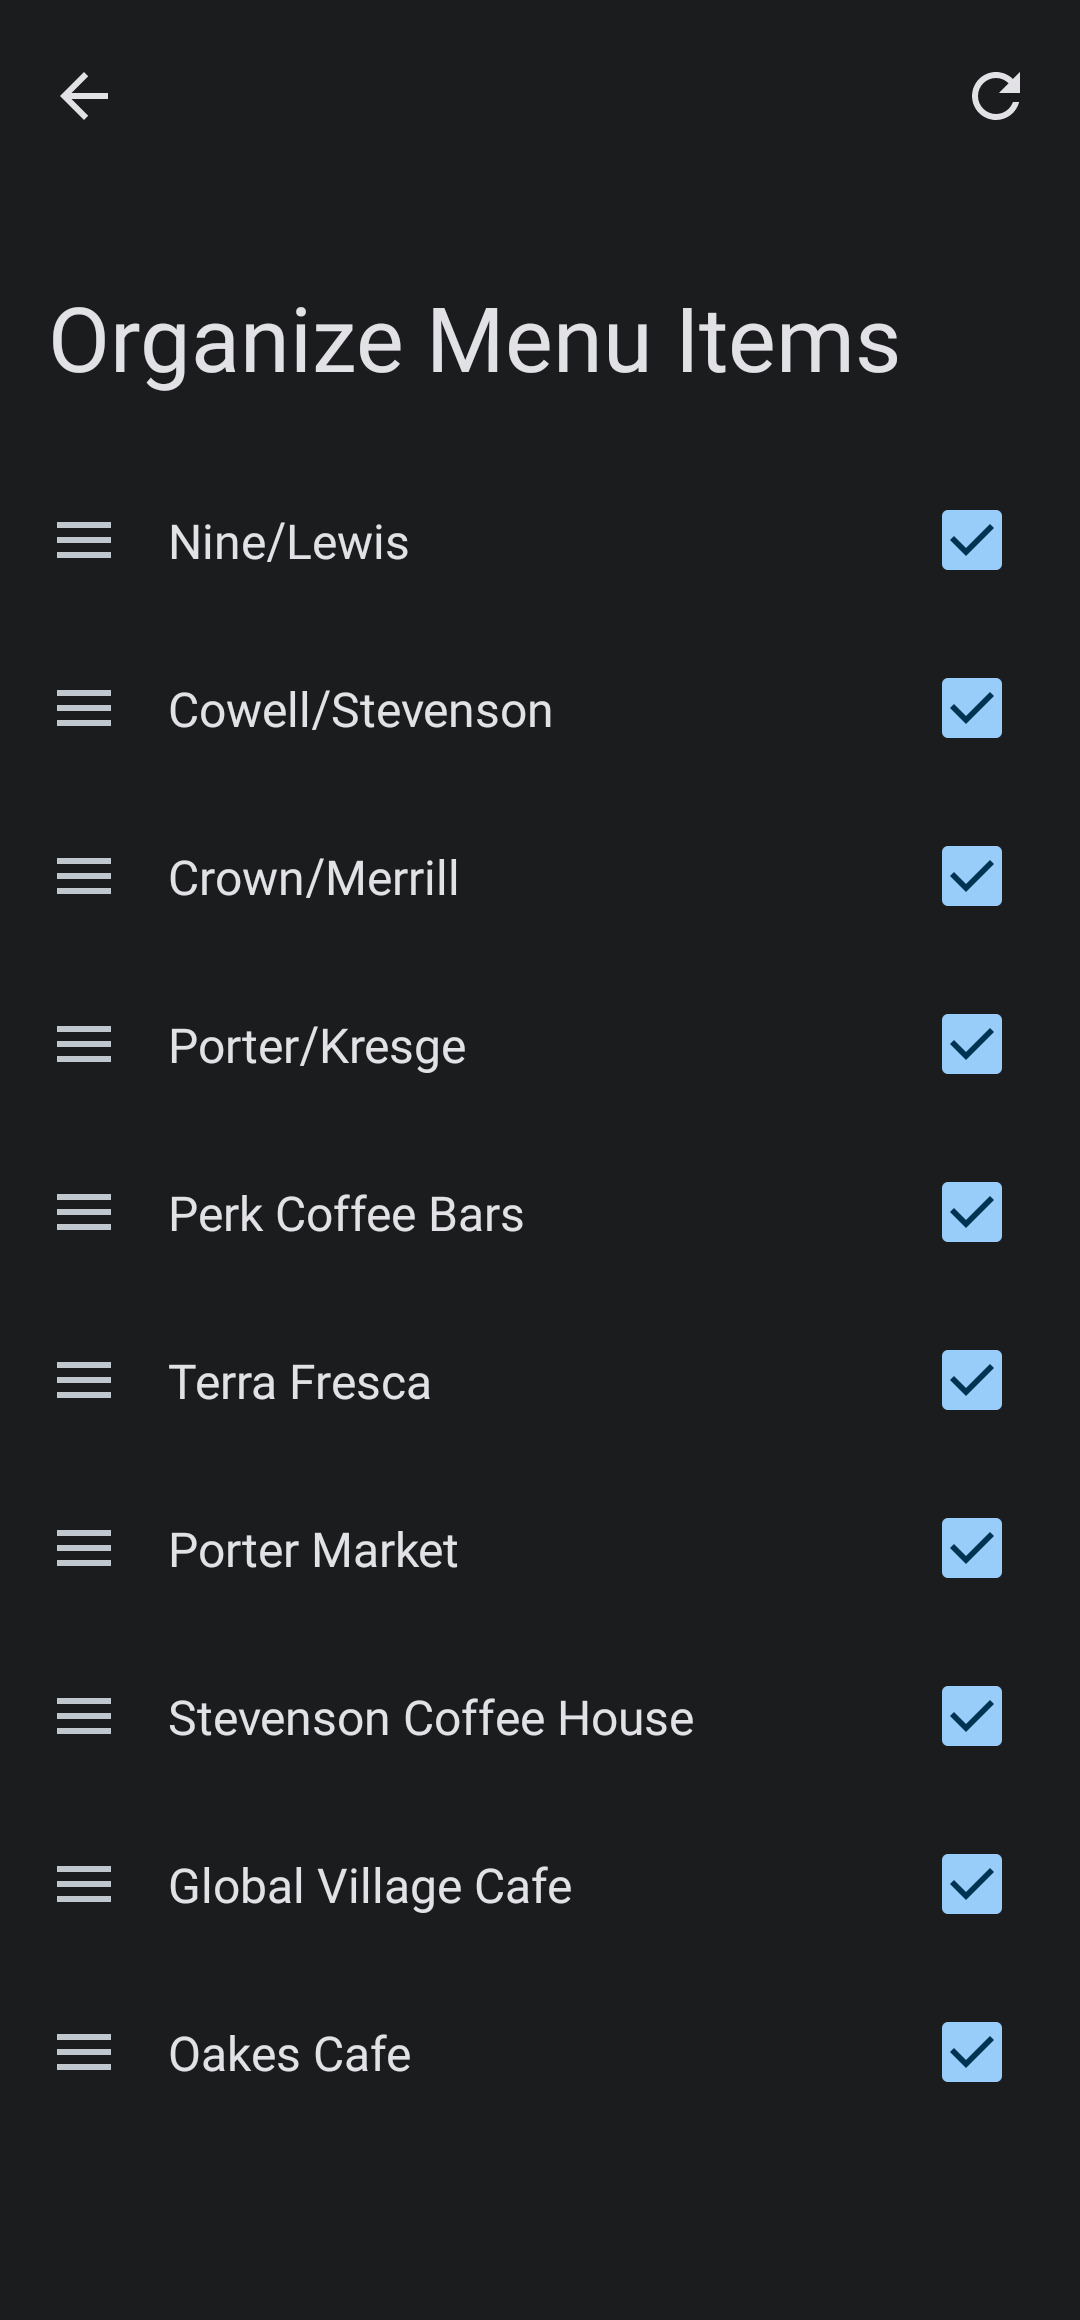 Organize Menu Items
Nine/Lewis
Cowell/Stevenson
Crown/Merrill
Porter/Kresge
Perk Coffee Bars
Terra Fresca
Porter Market
Stevenson Coffee House
Global Village Cafe
Oakes Cafe